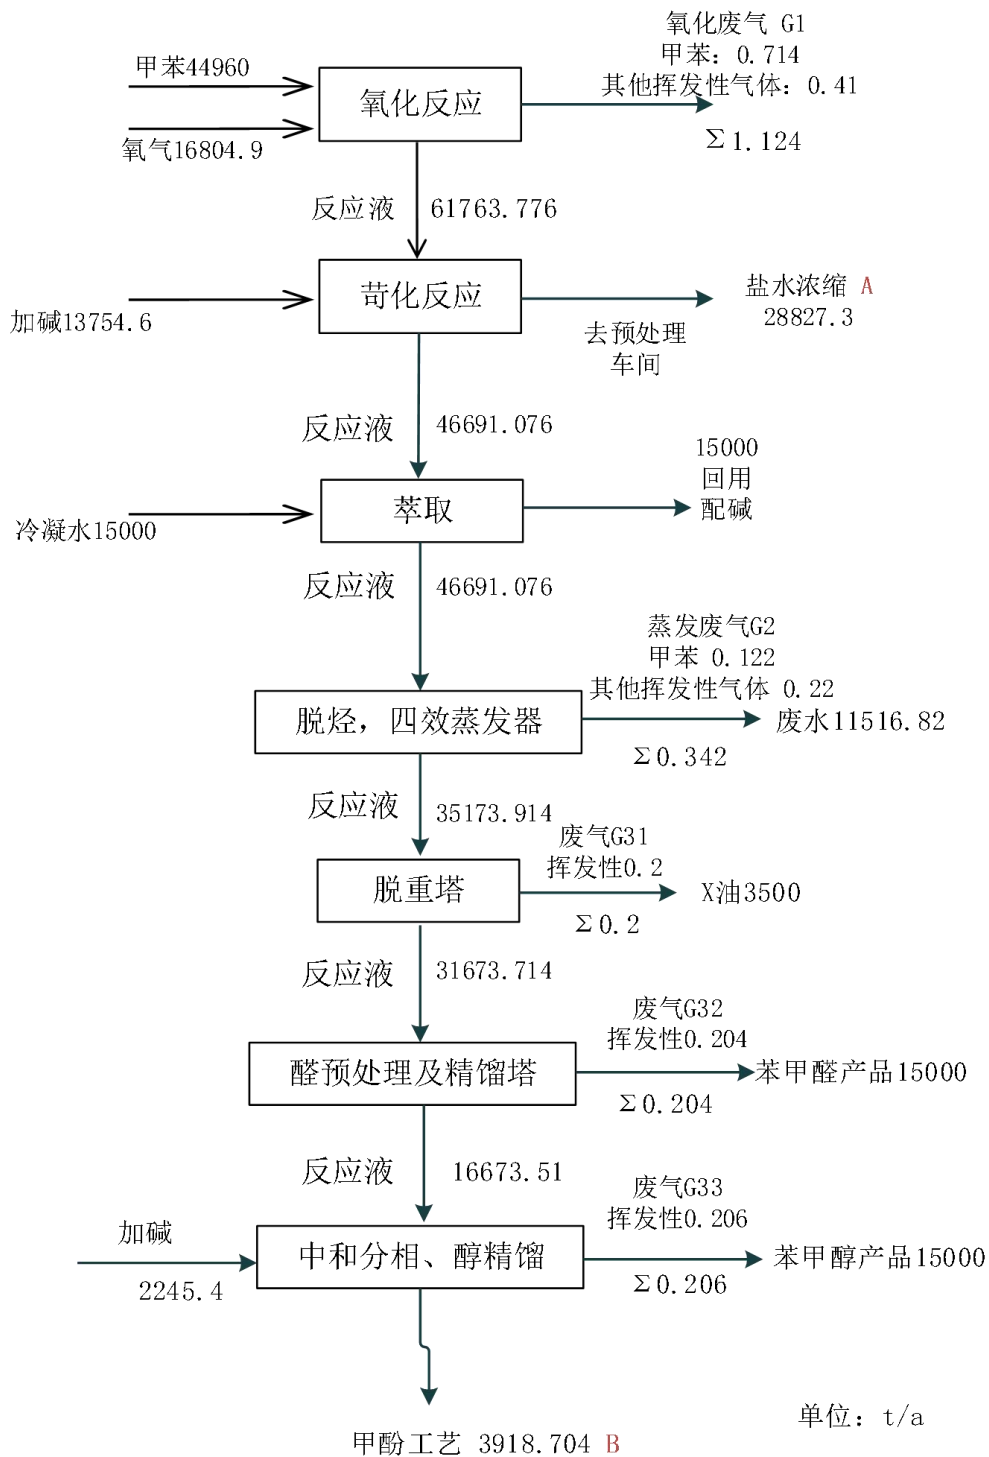 氧化废气 G1
甲苯：0.714
其他挥发性气体：0.41
甲苯44960
氧化反应
氧气16804.9
Σ1.124
反应液 61763.776
盐水浓缩 A
28827.3
苛化反应
加碱13754.6
去预处理
车间
反应液 46691.076
15000
回用
配碱
萃取
冷凝水15000
反应液 46691.076
蒸发废气G2
甲苯 0.122
其他挥发性气体 0.22
脱烃，四效蒸发器
废水11516.82
Σ0.342
反应液 35173.914
废气G31
挥发性0.2
脱重塔
X油3500
Σ0.2
反应液 31673.714
废气G32
挥发性0.204
醛预处理及精馏塔
苯甲醛产品15000
Σ0.204
反应液 16673.51
废气G33
挥发性0.206
加碱
中和分相、醇精馏
苯甲醇产品15000
2245.4
Σ0.206
单位：t/a
甲酚工艺 3918.704 B